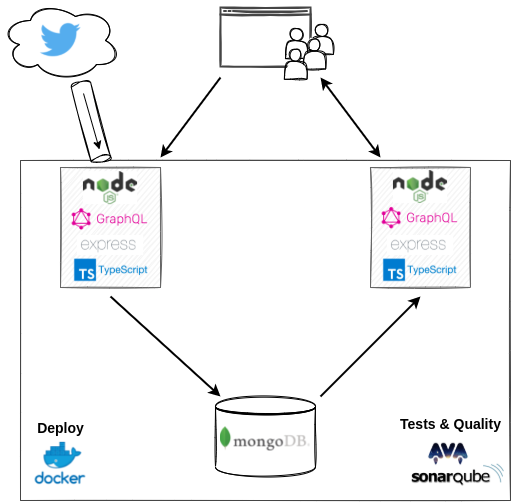 node
JS
GraphQL
express
TS TypeScript
node
JS
GraphQL
express
TS TypeScript
mongoDB
Deploy
docker
Tests & Quality
AVA
sonarqube